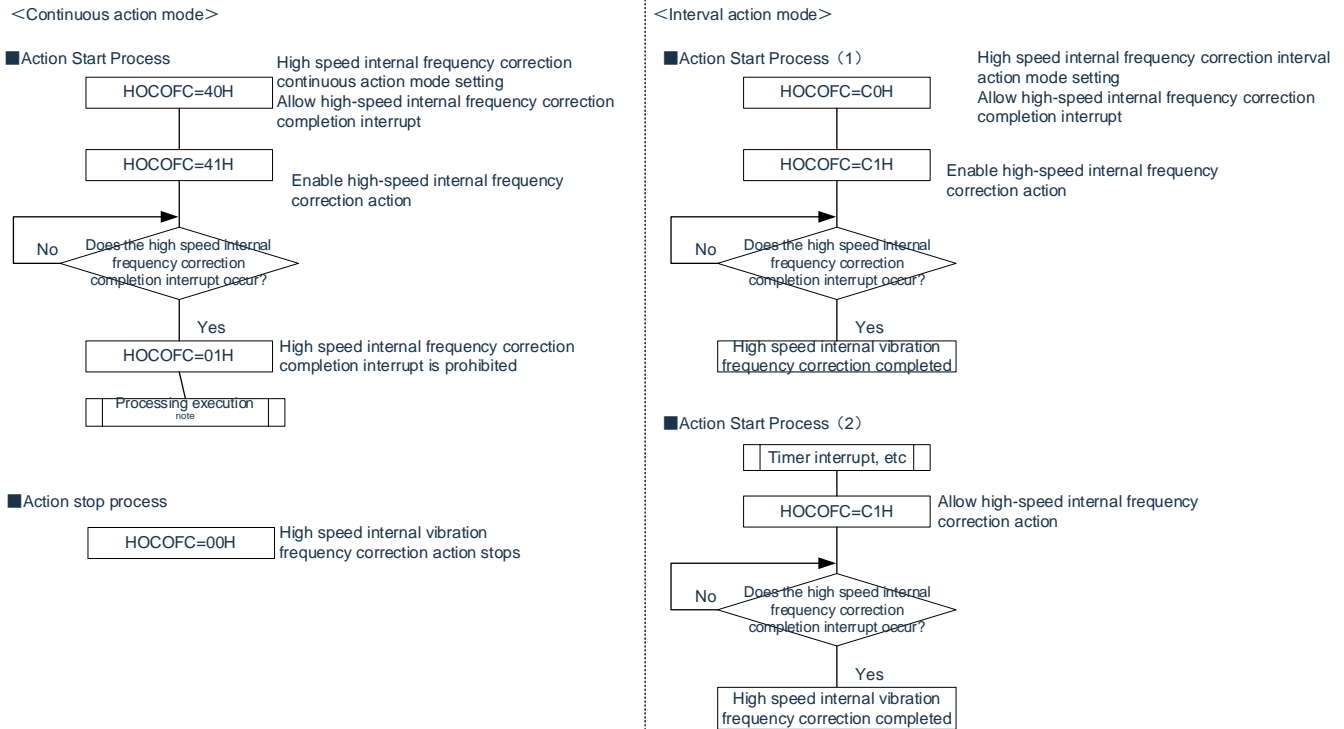 ＜Continuous action mode＞
■Action Start Process
HOCOFC=40H
High speed internal frequency correction
continuous action mode setting
Allow high-speed internal frequency correction
completion interrupt
HOCOFC=41H
Enable high-speed internal frequency
correction action
No
Does the high speed internal
frequency correction
completion interrupt occur?
Yes
HOCOFC=01H
High speed internal frequency correction
completion interrupt is prohibited
Processing execution
note
■Action stop process
HOCOFC=00H
High speed internal vibration
frequency correction action stops
＜Interval action mode＞
■Action Start Process（1）
HOCOFC=C0H
High speed internal frequency correction interval
action mode setting
Allow high-speed internal frequency correction
completion interrupt
HOCOFC=C1H
Enable high-speed internal frequency
correction action
No
Does the high speed internal
frequency correction
completion interrupt occur?
Yes
High speed internal vibration
frequency correction completed
■Action Start Process（2）
Timer interrupt, etc
HOCOFC=C1H
Allow high-speed internal frequency
correction action
No
Does the high speed internal
frequency correction
completion interrupt occur?
Yes
High speed internal vibration
frequency correction completed